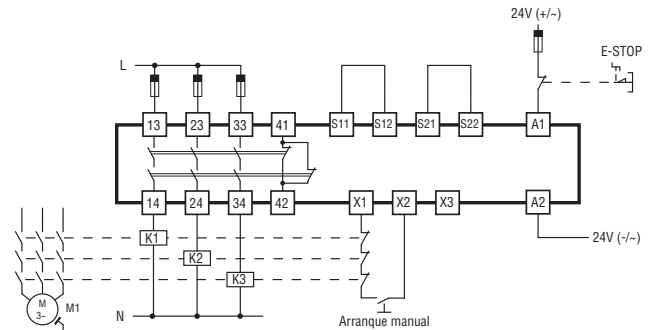 24V (+/~)
E-STOP
L
13 23 33 41 S11 S12 S21 S22 A1
14 24 34 42 X1 X2 X3 A2
K1
24V (-/~)
K2
K3
M
3~
M1
N
Arranque manual